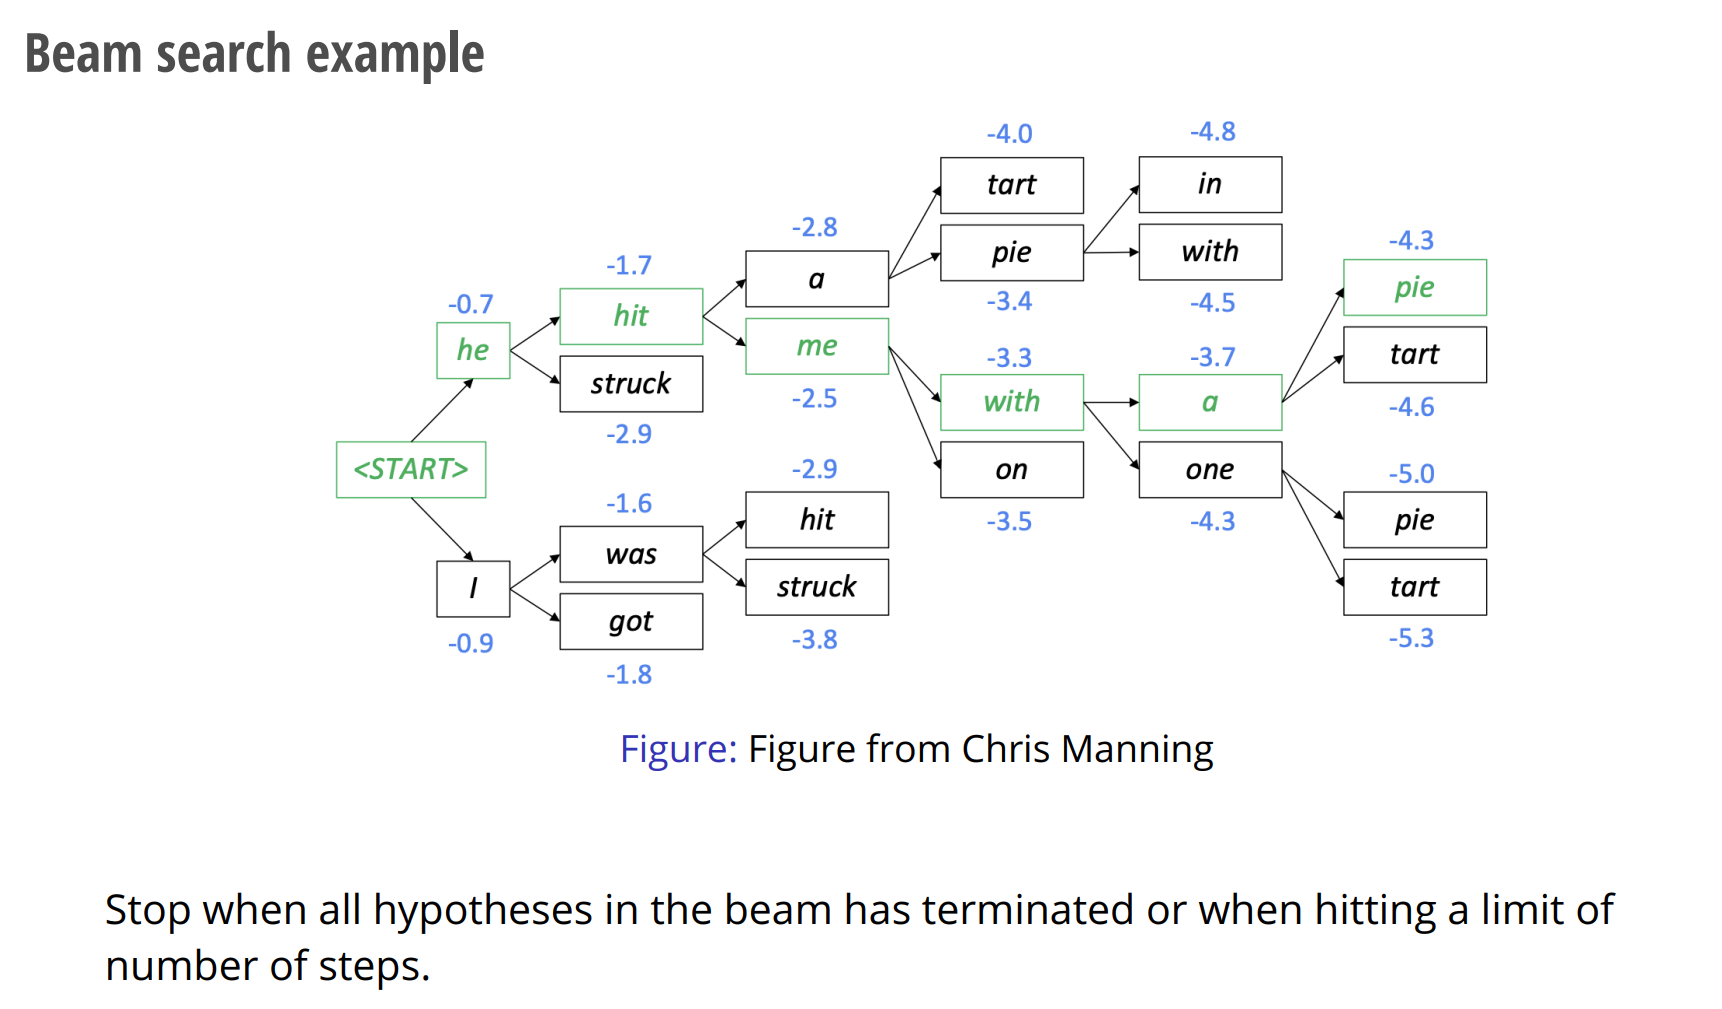 Beam search example
-4.0
-4.8
tart
in
-2.8
-4.3
-1.7
a
pie
with
pie
-0.7
hit
-3.4
-4.5
he
me
-3.3
-3.7
tart
struck
-2.5
with
a
-4.6
-2.9
<START>
-2.9
on
one
-5.0
-1.6
hit
-3.5
-4.3
pie
was
I
struck
tart
got
-0.9
-3.8
-5.3
-1.8
Figure: Figure from Chris Manning
Stop when all hypotheses in the beam has terminated or when hitting a limit of
number of steps.